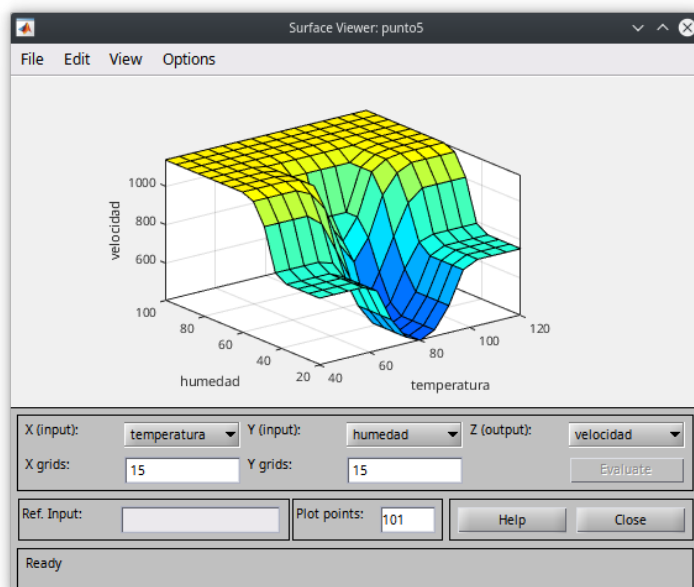 Surface Viewer: punto5
File Edit View Options
velocidad
1000
800
600
100
80
60
40
20
humedad
40
60
80
100
120
temperatura
X (input): temperatura Y (input): humedad Z (output): velocidad
X grids: 15 Y grids: 15 Evaluate
Ref. Input: Plot points: 101 Help Close
Ready